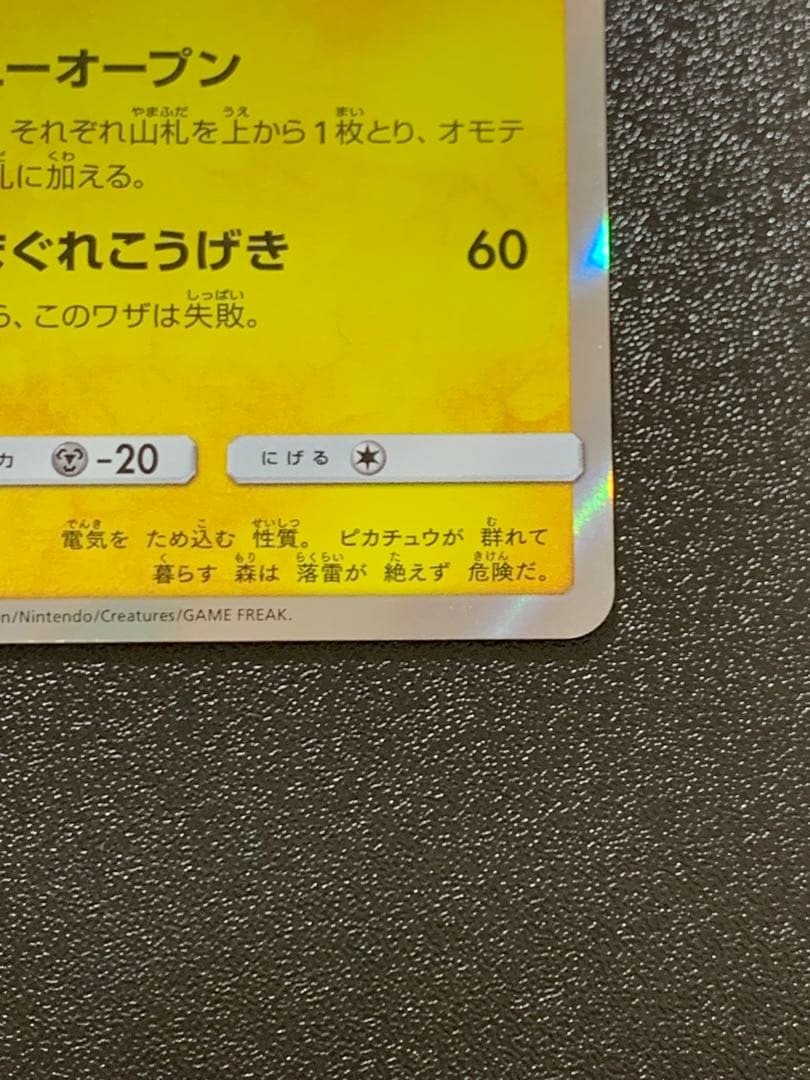 ーオープン
それぞれ山札を上から1枚とり、オモテ
に加える。
ぐれこうげき 60
、このワザは失敗。
-20 にげる
電気を ため込む 性質。 ピカチュウが 群れて
暮らす 森は 落雷が 絶えず 危険だ。
n/Nintendo/Creatures/GAME FREAK.